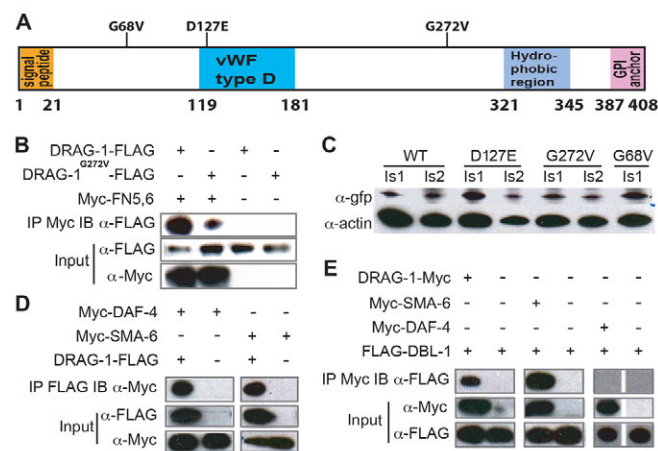 A
G68V D127E G272V
signal peptide
vWF type D
Hydro-phobic region
GPI anchor
1 21 119 181 321 345 387 408
B
DRAG-1-FLAG + - + -
DRAG-1^G272V-FLAG - + - +
Myc-FN5,6 + + - -
IP Myc IB α-FLAG
Input α-FLAG
α-Myc
C
WT D127E G272V G68V
Is1 Is2 Is1 Is2 Is1 Is2 Is1
α-gfp
α-actin
D
Myc-DAF-4 + + - -
Myc-SMA-6 - - + +
DRAG-1-FLAG + - + -
IP FLAG IB α-Myc
Input α-FLAG
α-Myc
E
DRAG-1-Myc + - - - - -
Myc-SMA-6 - - + - - -
Myc-DAF-4 - - - - + -
FLAG-DBL-1 + + + + + +
IP Myc IB α-FLAG
Input α-Myc
α-FLAG